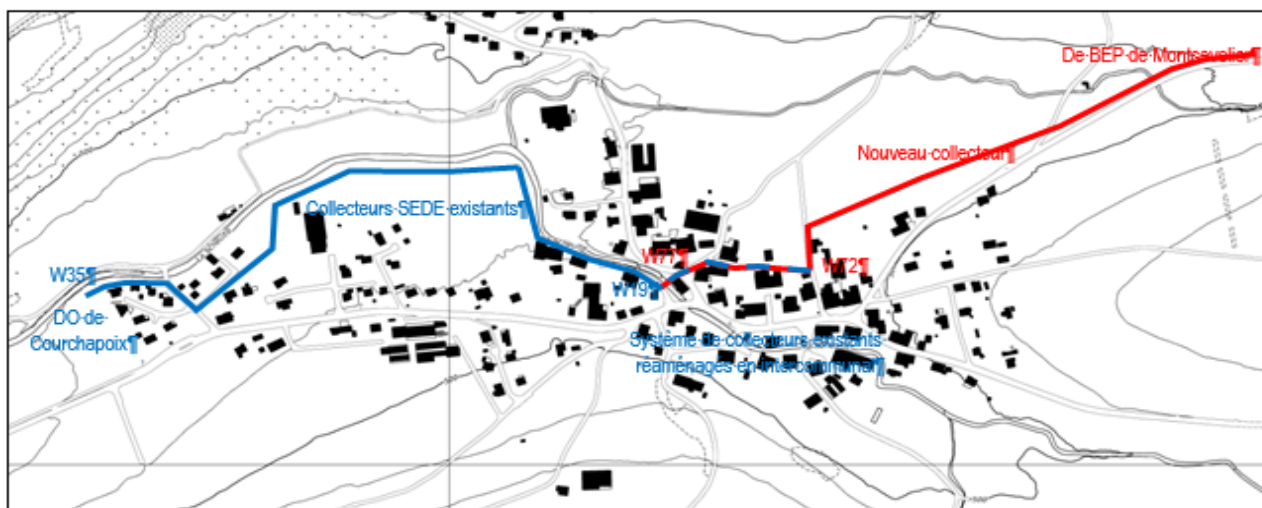 De·BEP·de·Montsevelier¶
Nouveau·collecteur¶
Collecteurs·SEDE·existants¶
W77¶
W72¶
W35¶
W19¶
DO·de·
Courchapoix¶
Système·de·collecteurs·existants·
réaménagés·en·intercommunal¶